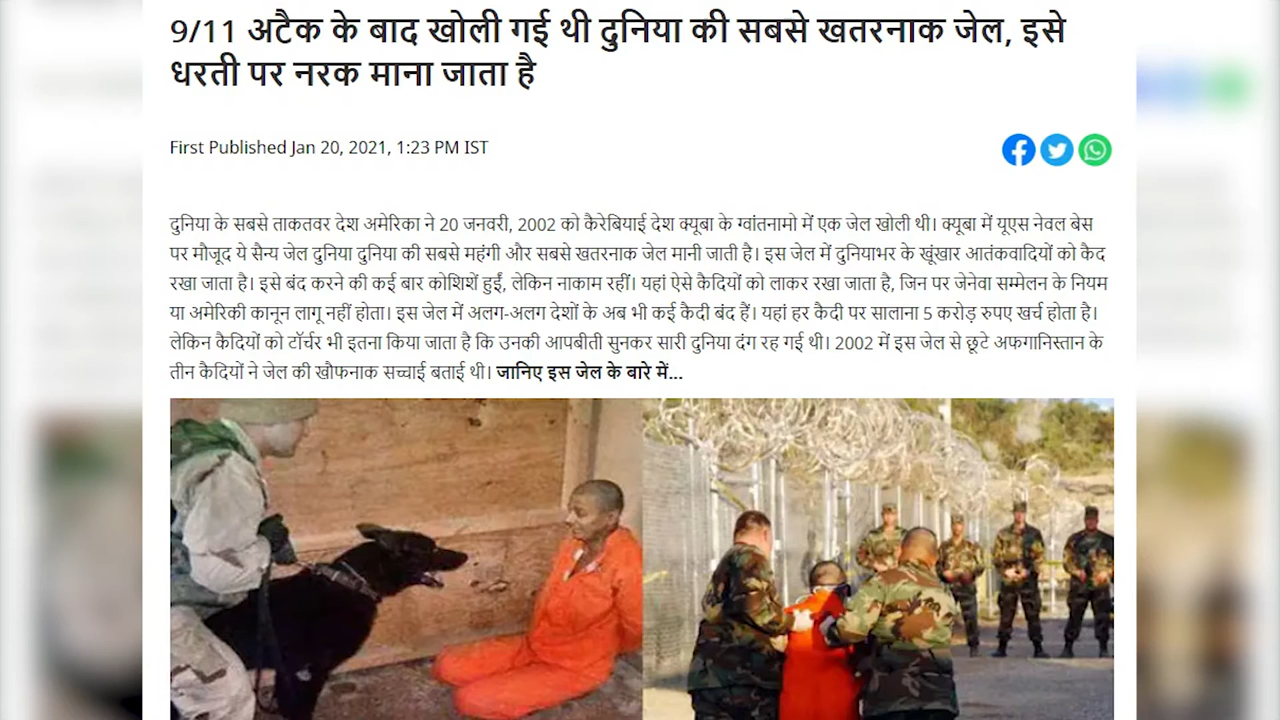 9/11 अटैक के बाद खोली गई थी दुनिया की सबसे खतरनाक जेल, इसे
धरती पर नरक माना जाता है
First Published Jan 20, 2021, 1:23 PM IST
दुनिया के सबसे ताकतवर देश अमेरिका ने 20 जनवरी, 2002 को कैरेबियाई देश क्यूबा के ग्वांतनामो में एक जेल खोली थी। क्यूबा में यूएस नेवल बेस
पर मौजूद ये सैन्य जेल दुनिया दुनिया की सबसे महंगी और सबसे खतरनाक जेल मानी जाती है। इस जेल में दुनियाभर के खूंखार आतंकवादियों को कैद
रखा जाता है। इसे बंद करने की कई बार कोशिशें हुईं, लेकिन नाकाम रहीं। यहां ऐसे कैदियों को लाकर रखा जाता है, जिन पर जेनेवा सम्मेलन के नियम
या अमेरिकी कानून लागू नहीं होता। इस जेल में अलग-अलग देशों के अब भी कई कैदी बंद हैं। यहां हर कैदी पर सालाना 5 करोड़ रुपए खर्च होता है।
लेकिन कैदियों को टॉर्चर भी इतना किया जाता है कि उनकी आपबीती सुनकर सारी दुनिया दंग रह गई थी। 2002 में इस जेल से छूटे अफगानिस्तान के
तीन कैदियों ने जेल की खौफनाक सच्चाई बताई थी। जानिए इस जेल के बारे में...